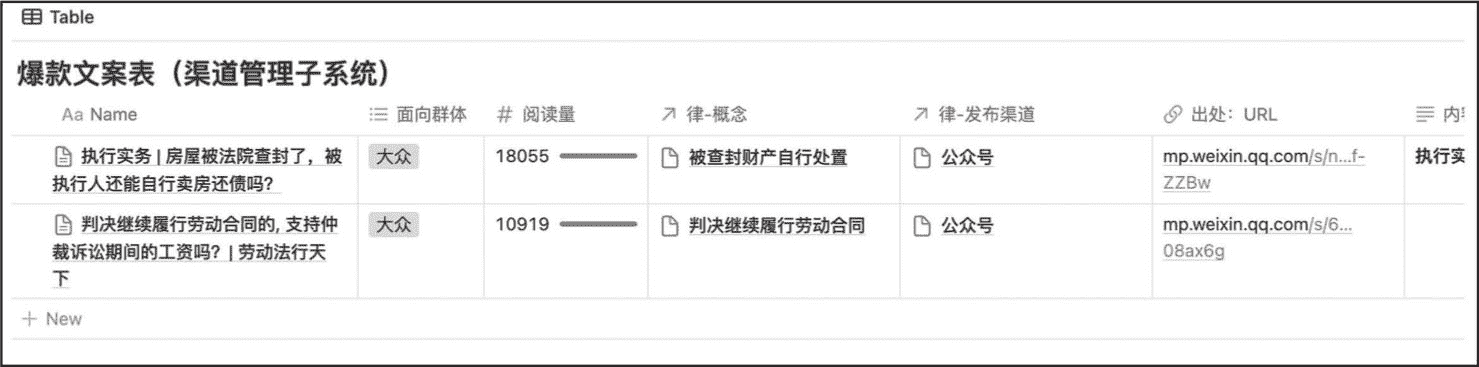 Table
爆款文案表（渠道管理子系统）
Aa Name 面向群体 # 阅读量 律-概念 律-发布渠道 出处：URL
执行实务 | 房屋被法院查封了，被 大众 18055 被查封财产自行处置 公众号 mp.weixin.qq.com/s/n...f- 执行实
执行人还能自行卖房还债吗？ ZZBw
判决继续履行劳动合同的, 支持仲 大众 10919 判决继续履行劳动合同 公众号 mp.weixin.qq.com/s/6...
裁诉讼期间的工资吗？| 劳动法行天 08ax6g
下
+ New